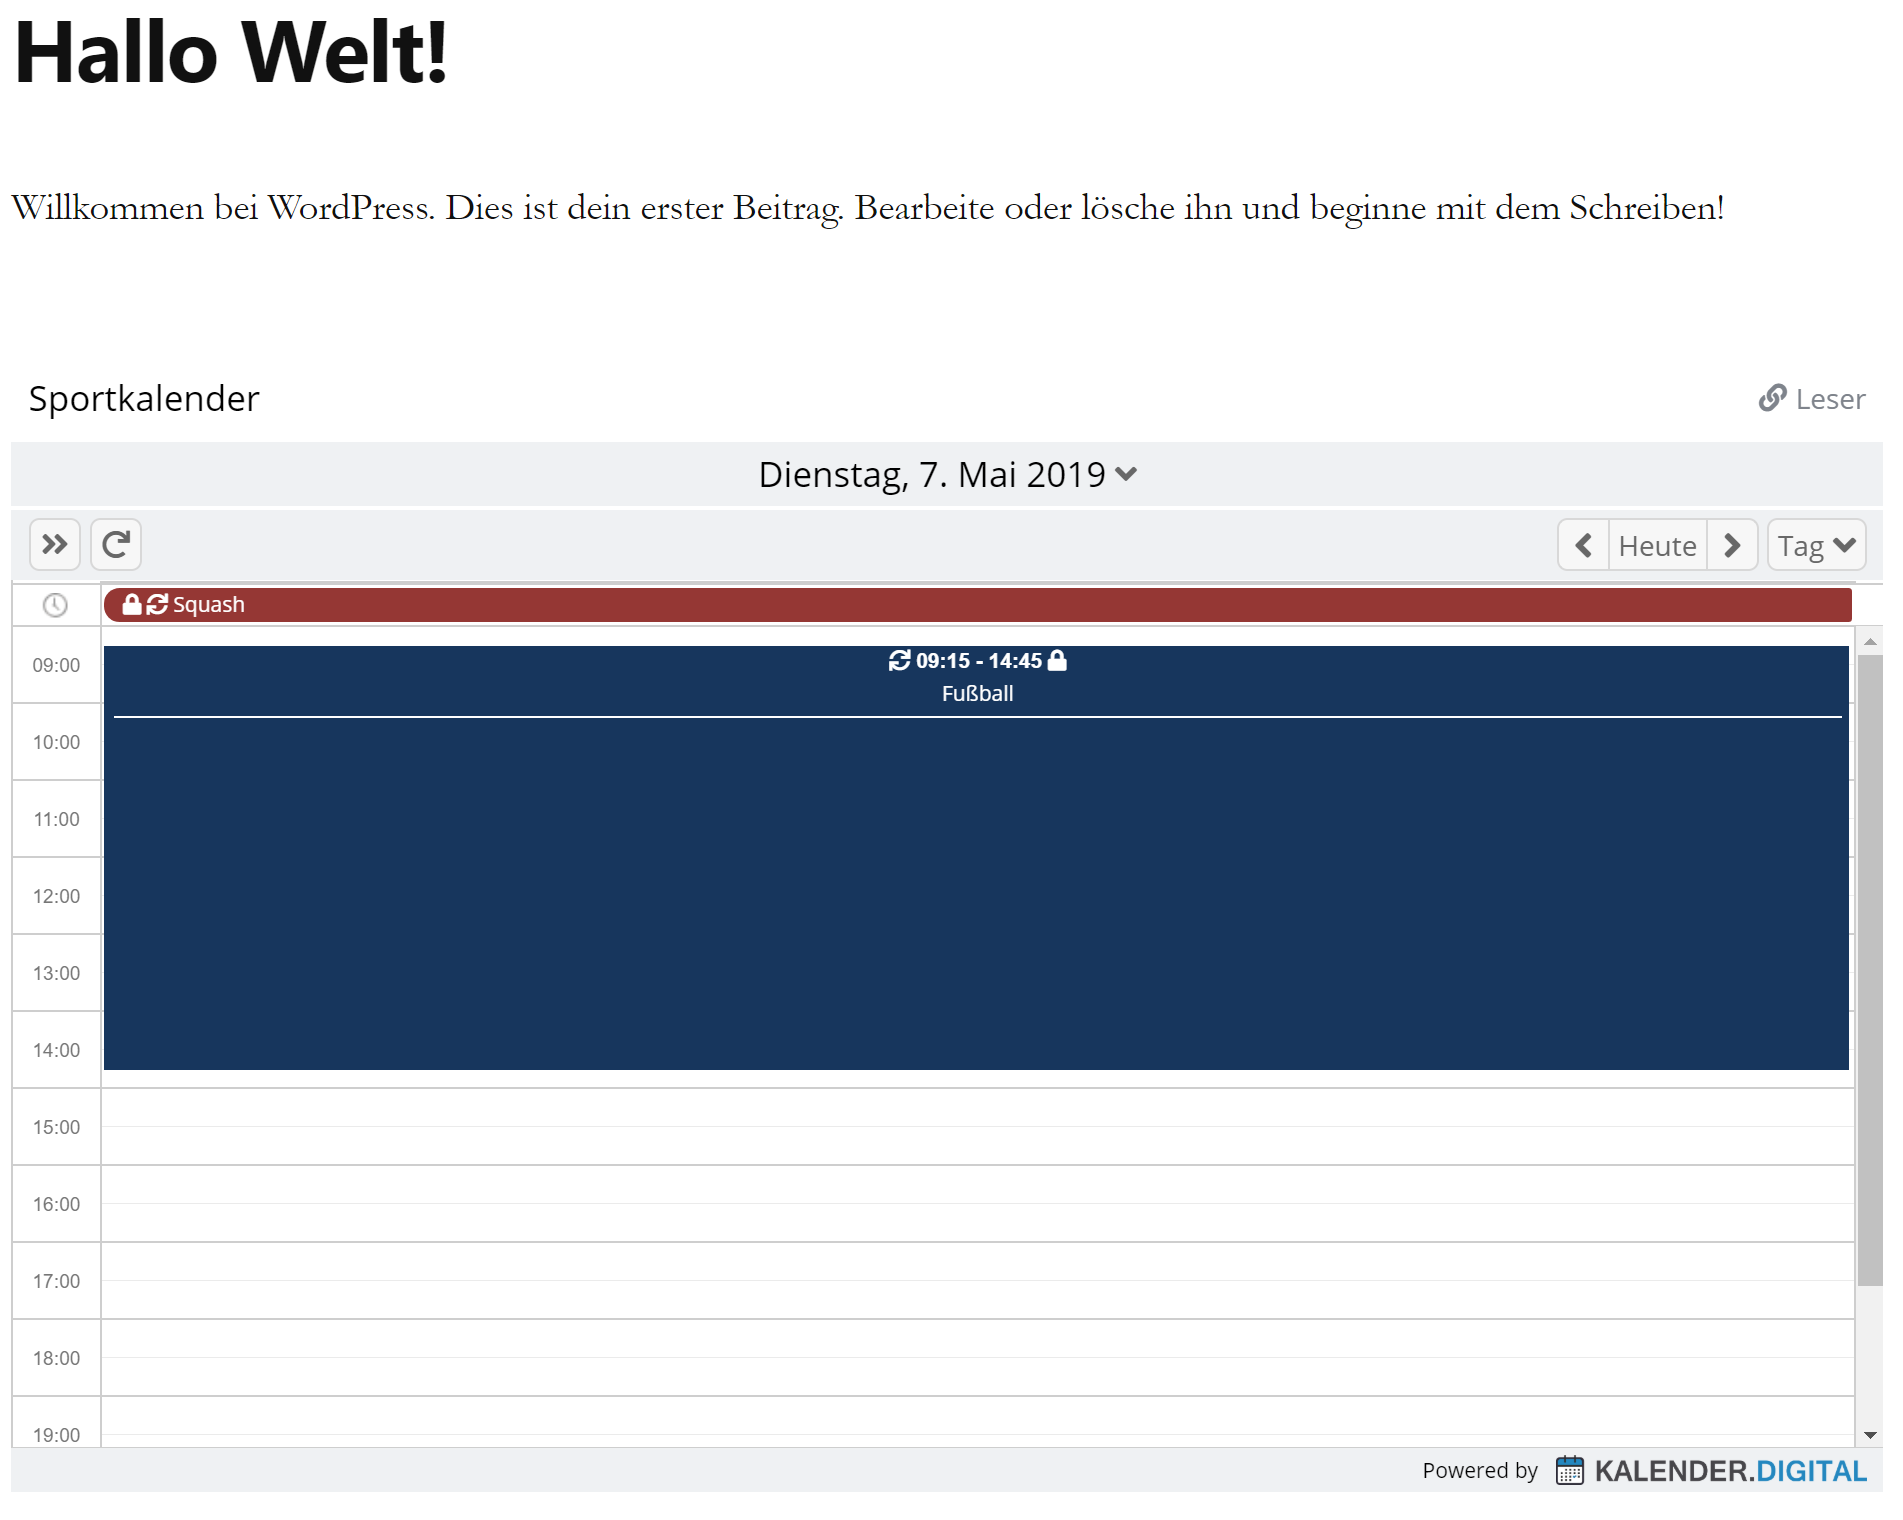 Hallo Welt!
Willkommen bei WordPress. Dies ist dein erster Beitrag. Bearbeite oder lösche ihn und beginne mit dem Schreiben!
Sportkalender
Leser
Dienstag, 7. Mai 2019
Heute
Tag
Squash
09:00
09:15 - 14:45
Fußball
10:00
11:00
12:00
13:00
14:00
15:00
16:00
17:00
18:00
19:00
Powered by KALENDER.DIGITAL